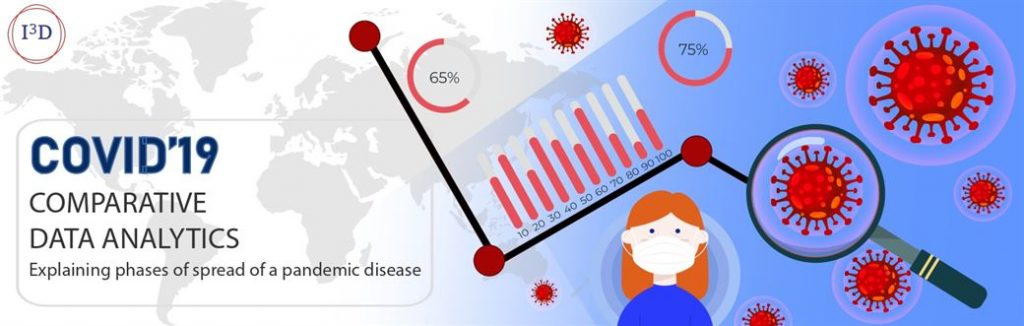 I³D
65%
75%
10 20 30 40 50 60 70 80 90 100
COVID'19
COMPARATIVE
DATA ANALYTICS
Explaining phases of spread of a pandemic disease